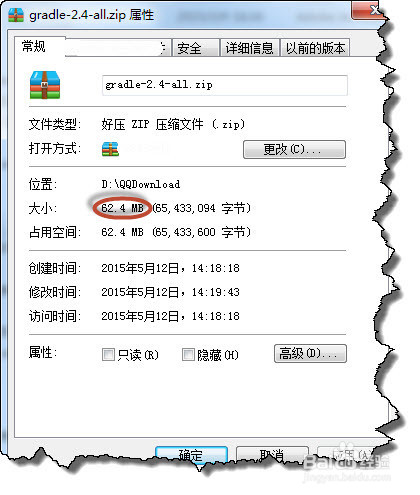 gradle-2.4-all.zip 属性
常规 安全 详细信息 以前的版本
gradle-2.4-all.zip
文件类型: 好压 ZIP 压缩文件 (.zip)
打开方式: 更改(C)...
位置: D:\QQDownload
大小: 62.4 MB (65,433,094 字节)
占用空间: 62.4 MB (65,433,600 字节)
创建时间: 2015年5月12日，14:18:18
修改时间: 2015年5月12日，14:19:43
访问时间: 2015年5月12日，14:18:18
属性: 只读(R) 隐藏(H) 高级(D)...
确定 取消
Baidu经验
jingyan.baidu.com